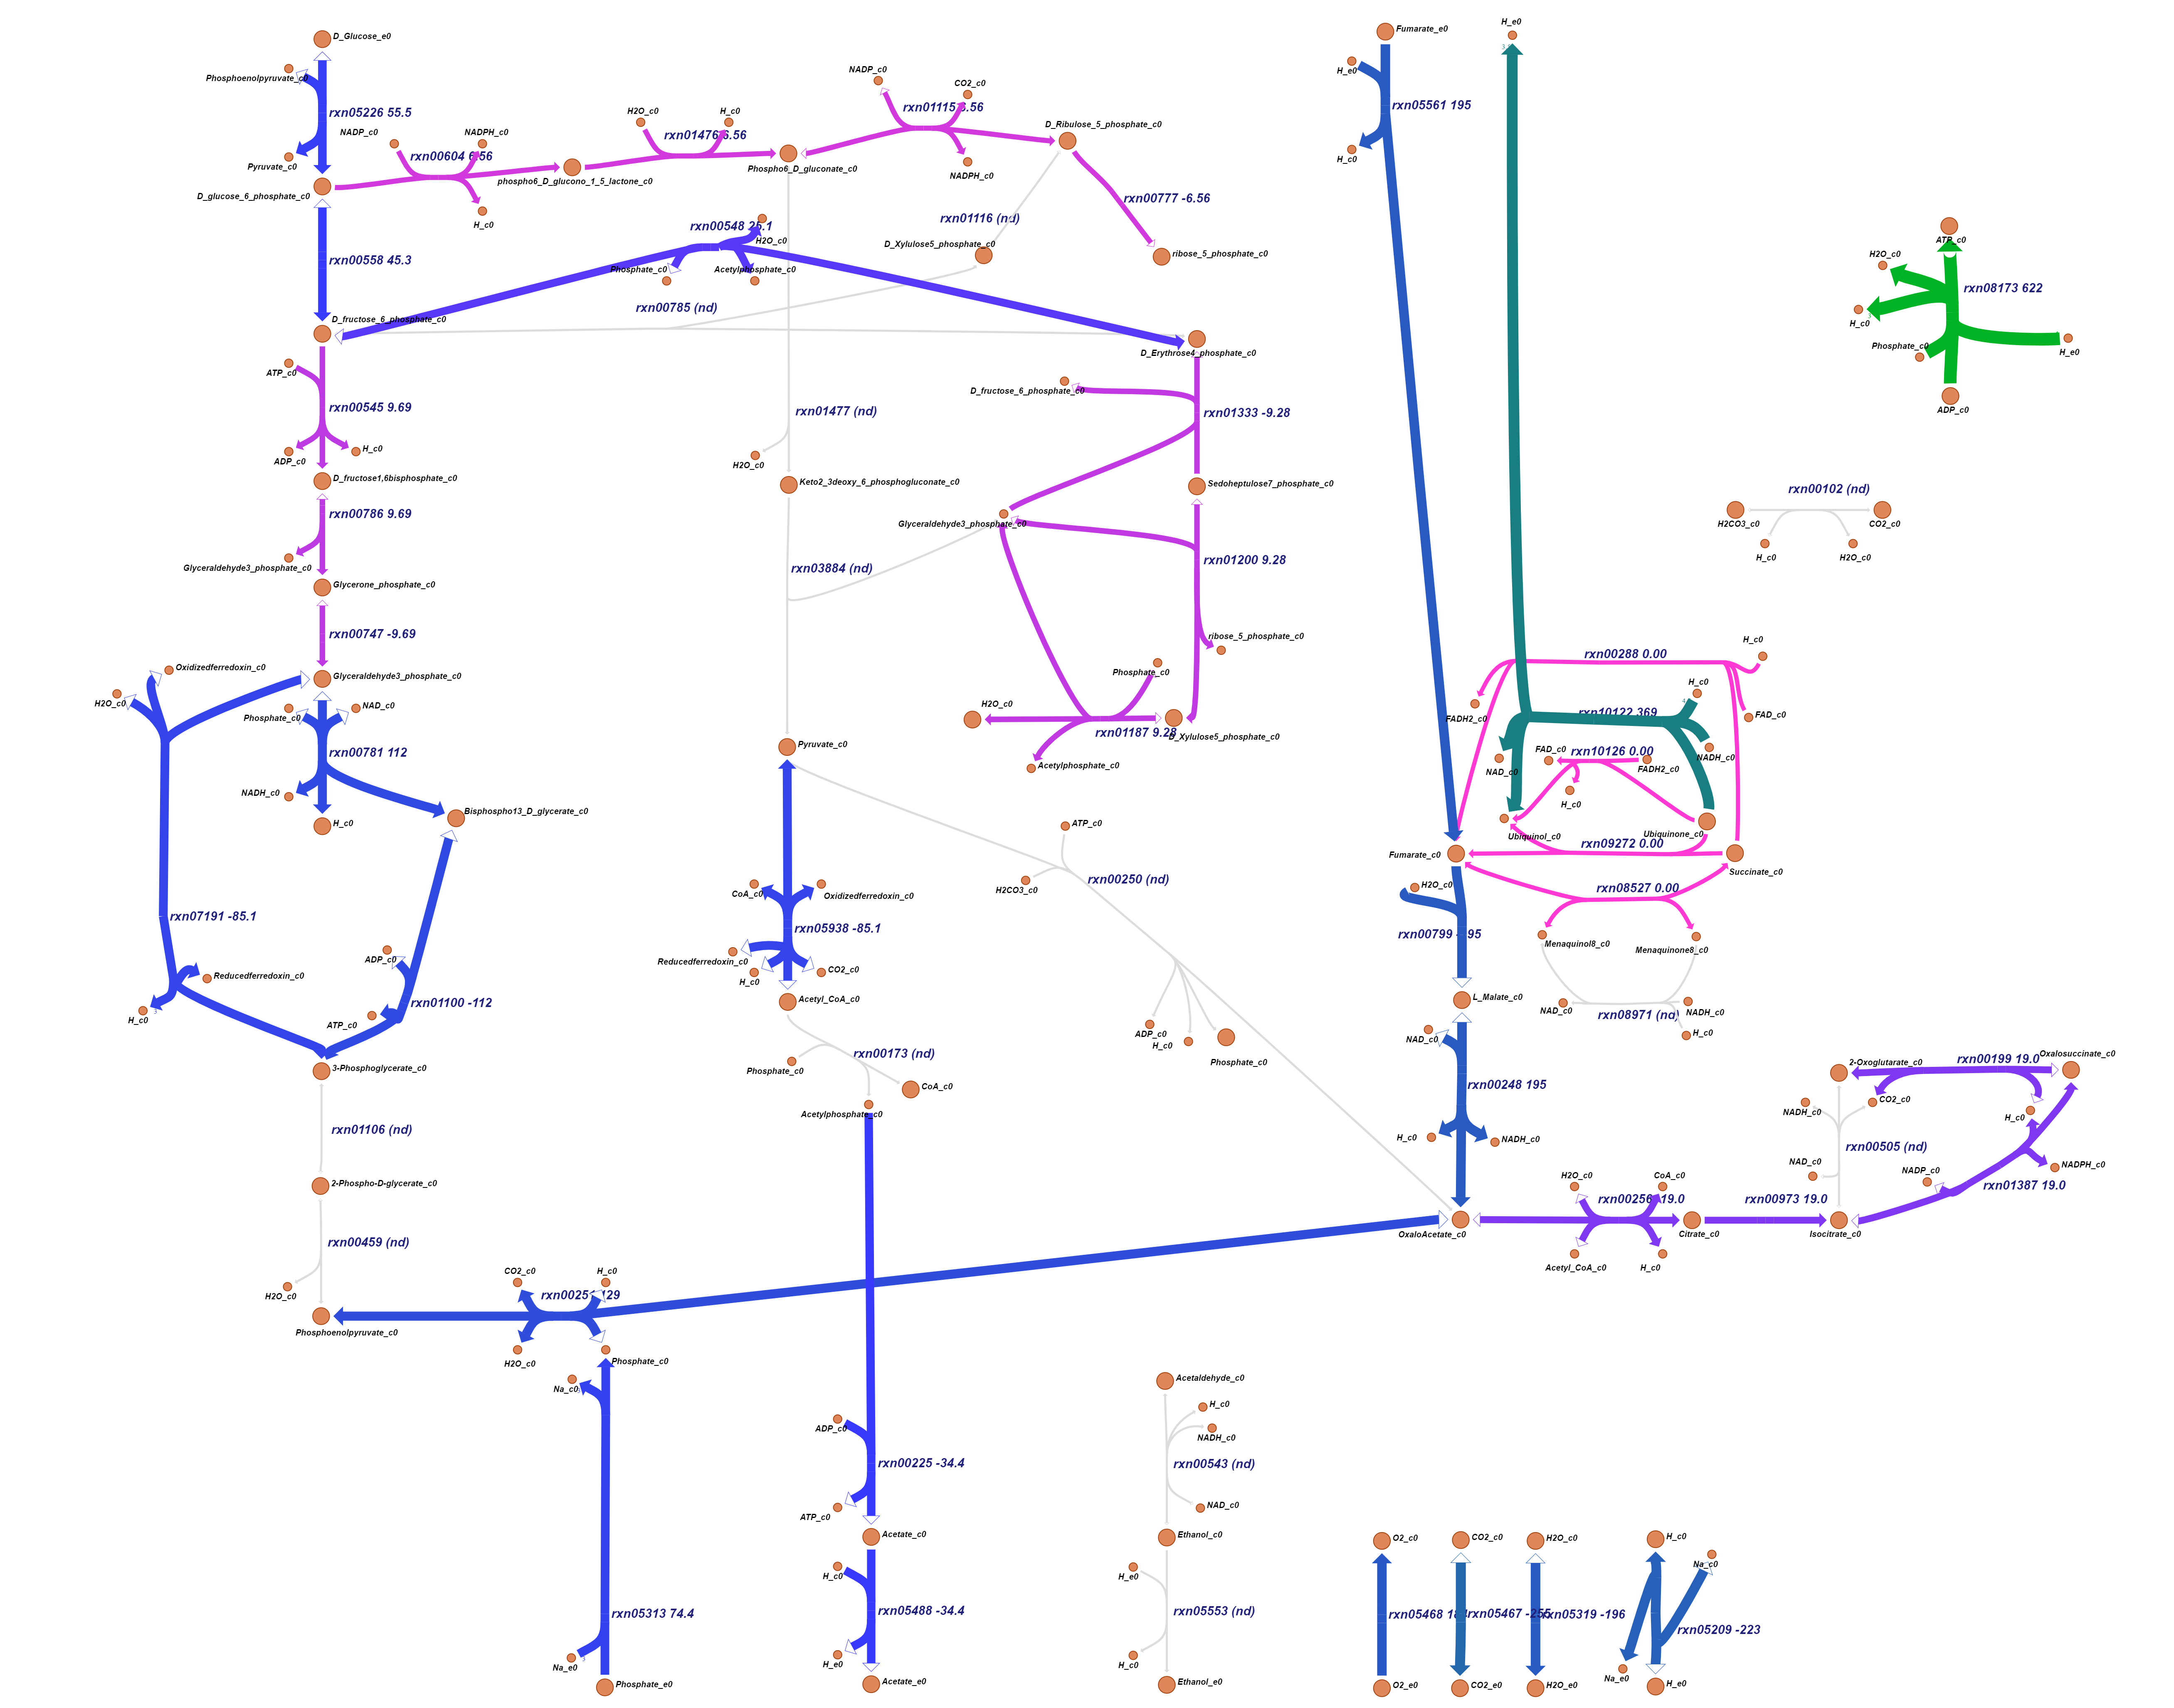 D_Glucose_e0
Phosphoenolpyruvate_c0
rxn05226 55.5
Pyruvate_c0
D_glucose_6_phosphate_c0
NADP_c0
NADPH_c0
rxn00604 6.56
H_c0
phospho6_D_glucono_1_5_lactone_c0
H2O_c0
H_c0
rxn01476 6.56
Phospho6_D_gluconate_c0
NADP_c0
CO2_c0
rxn01115 6.56
NADPH_c0
D_Ribulose_5_phosphate_c0
rxn00777 -6.56
ribose_5_phosphate_c0
rxn01116 (nd)
D_Xylulose5_phosphate_c0
rxn00558 45.3
rxn00548 25.1
H2O_c0
Phosphate_c0
Acetylphosphate_c0
rxn00785 (nd)
D_fructose_6_phosphate_c0
D_Erythrose4_phosphate_c0
ATP_c0
rxn00545 9.69
ADP_c0
H_c0
D_fructose1,6bisphosphate_c0
rxn00786 9.69
Glyceraldehyde3_phosphate_c0
Glycerone_phosphate_c0
rxn00747 -9.69
Glyceraldehyde3_phosphate_c0
Oxidizedferredoxin_c0
H2O_c0
Phosphate_c0
NAD_c0
rxn00781 112
NADH_c0
H_c0
Bisphospho13_D_glycerate_c0
rxn07191 -85.1
Reducedferredoxin_c0
H_c0
ADP_c0
rxn01100 -112
ATP_c0
3-Phosphoglycerate_c0
rxn01106 (nd)
2-Phospho-D-glycerate_c0
rxn00459 (nd)
H2O_c0
Phosphoenolpyruvate_c0
CO2_c0
H_c0
H2O_c0
Phosphate_c0
Na_c0
rxn05313 74.4
Na_e0
Phosphate_e0
rxn01477 (nd)
H2O_c0
Keto2_3deoxy_6_phosphogluconate_c0
rxn03884 (nd)
D_fructose_6_phosphate_c0
rxn01333 -9.28
Sedoheptulose7_phosphate_c0
Glyceraldehyde3_phosphate_c0
rxn01200 9.28
ribose_5_phosphate_c0
Phosphate_c0
H2O_c0
rxn01187 9.28
D_Xylulose5_phosphate_c0
Acetylphosphate_c0
Pyruvate_c0
CoA_c0
Oxidizedferredoxin_c0
rxn05938 -85.1
Reducedferredoxin_c0
H_c0
CO2_c0
Acetyl_CoA_c0
rxn00173 (nd)
Phosphate_c0
CoA_c0
Acetylphosphate_c0
ATP_c0
H2CO3_c0
rxn00250 (nd)
ADP_c0
H_c0
Phosphate_c0
ADP_c0
rxn00225 -34.4
ATP_c0
Acetate_c0
H_c0
rxn05488 -34.4
H_e0
Acetate_e0
Acetaldehyde_c0
H_c0
NADH_c0
rxn00543 (nd)
NAD_c0
Ethanol_c0
H_e0
rxn05553 (nd)
H_c0
Ethanol_e0
Fumarate_e0
H_e0
rxn05561 195
H_c0
H_e0
ATP_c0
H2O_c0
rxn08173 622
H_c0
Phosphate_c0
H_e0
ADP_c0
rxn00102 (nd)
H2CO3_c0
CO2_c0
H_c0
H2O_c0
rxn00288 0.00
H_c0
FADH2_c0
FAD_c0
H_c0
rxn10122 369
NAD_c0
NADH_c0
FAD_c0
rxn10126 0.00
FADH2_c0
H_c0
Ubiquinol_c0
Ubiquinone_c0
rxn09272 0.00
Fumarate_c0
Succinate_c0
rxn08527 0.00
Menaquinol8_c0
Menaquinone8_c0
NAD_c0
NADH_c0
rxn08971 (nd)
H_c0
H2O_c0
L_Malate_c0
NAD_c0
rxn00248 195
H_c0
NADH_c0
OxaloAcetate_c0
H2O_c0
CoA_c0
Acetyl_CoA_c0
H_c0
Citrate_c0
rxn00973 19.0
Isocitrate_c0
2-Oxoglutarate_c0
rxn00199 19.0
Oxalosuccinate_c0
NADH_c0
CO2_c0
H_c0
rxn00505 (nd)
NAD_c0
NADP_c0
NADPH_c0
rxn01387 19.0
O2_c0
CO2_c0
H2O_c0
H_c0
Na_c0
rxn05468
rxn05467 -255
rxn05319 -196
rxn05209 -223
O2_e0
CO2_e0
H2O_e0
Na_e0
H_e0